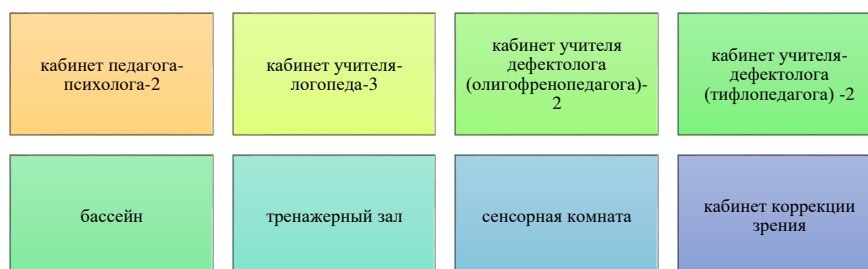 кабинет педагога-
психолога-2
кабинет учителя-
логопеда-3
кабинет учителя
дефектолога
(олигофренопедагога)-
2
кабинет учителя-
дефектолога
(тифлопедагога) -2
бассейн
тренажерный зал
сенсорная комната
кабинет коррекции
зрения